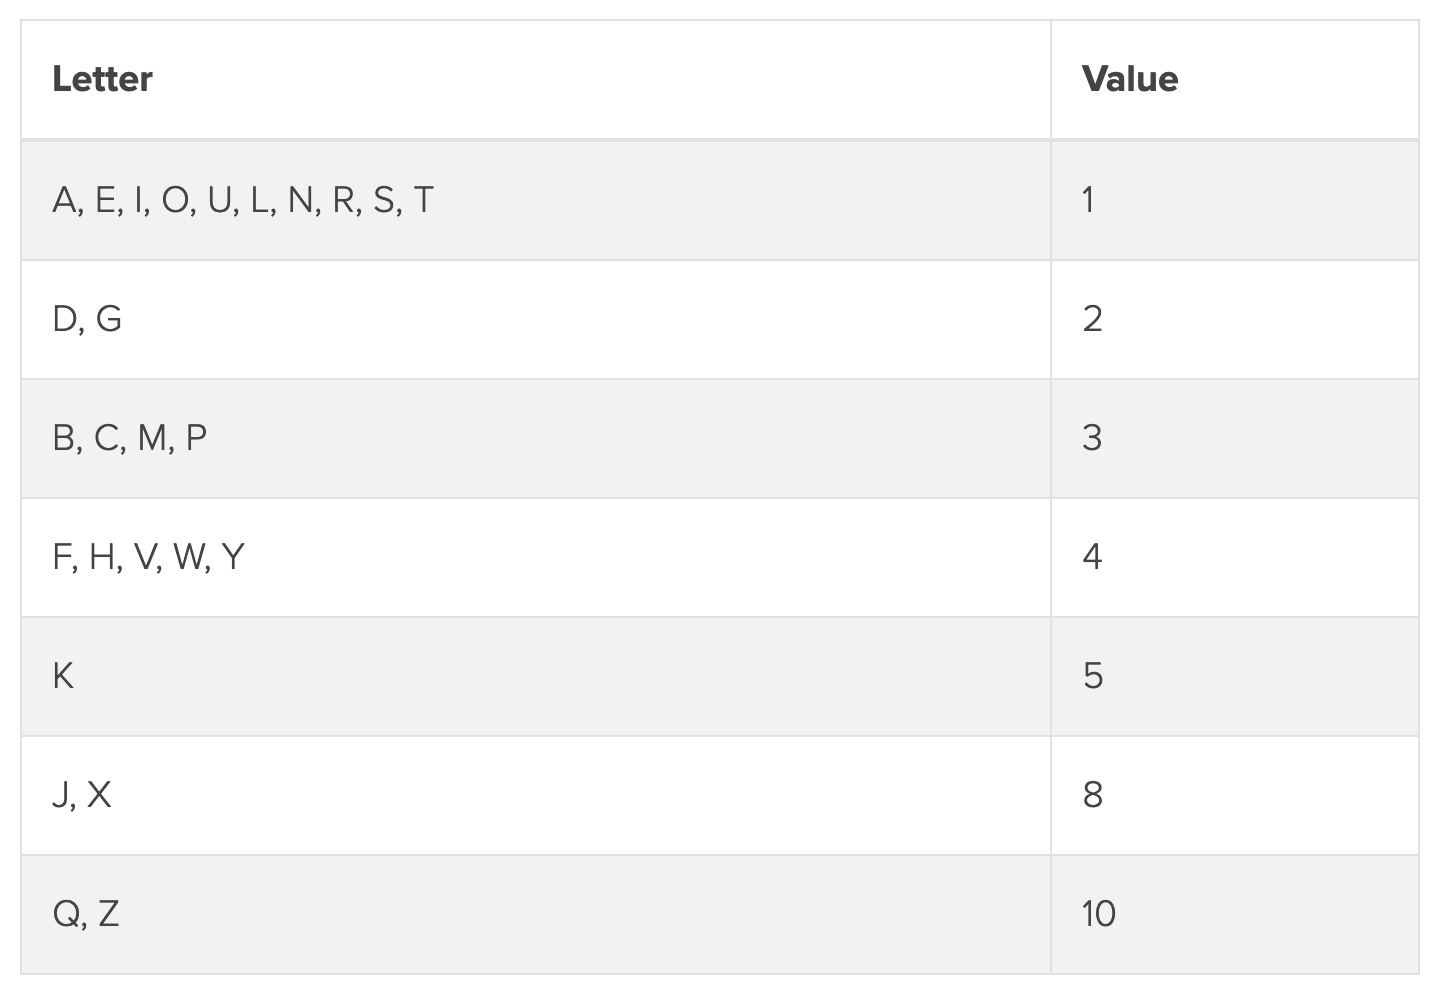 Letter Value
A, E, I, O, U, L, N, R, S, T 1
D, G 2
B, C, M, P 3
F, H, V, W, Y 4
K 5
J, X 8
Q, Z 10